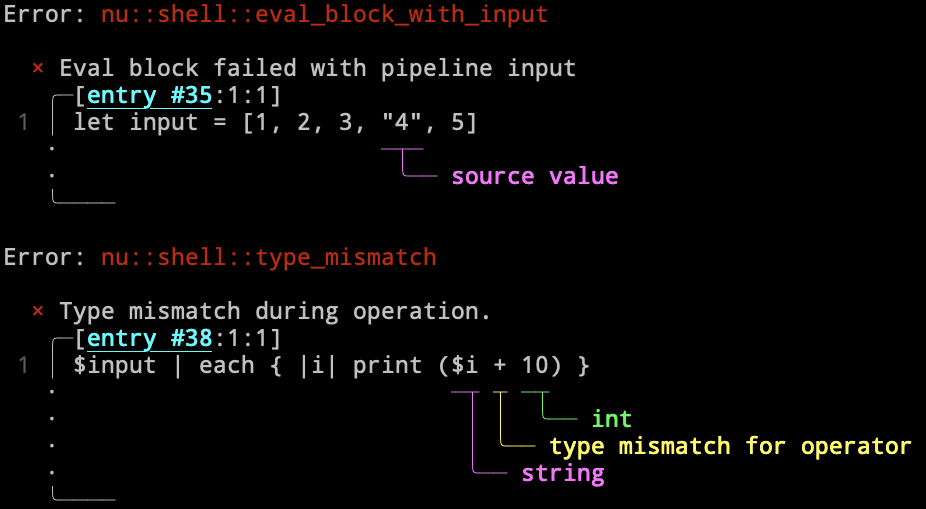 Error: nu::shell::eval_block_with_input
× Eval block failed with pipeline input
[entry #35:1:1]
1 let input = [1, 2, 3, "4", 5]
source value
Error: nu::shell::type_mismatch
× Type mismatch during operation.
[entry #38:1:1]
1 $input | each { |i| print ($i + 10) }
int
type mismatch for operator
string